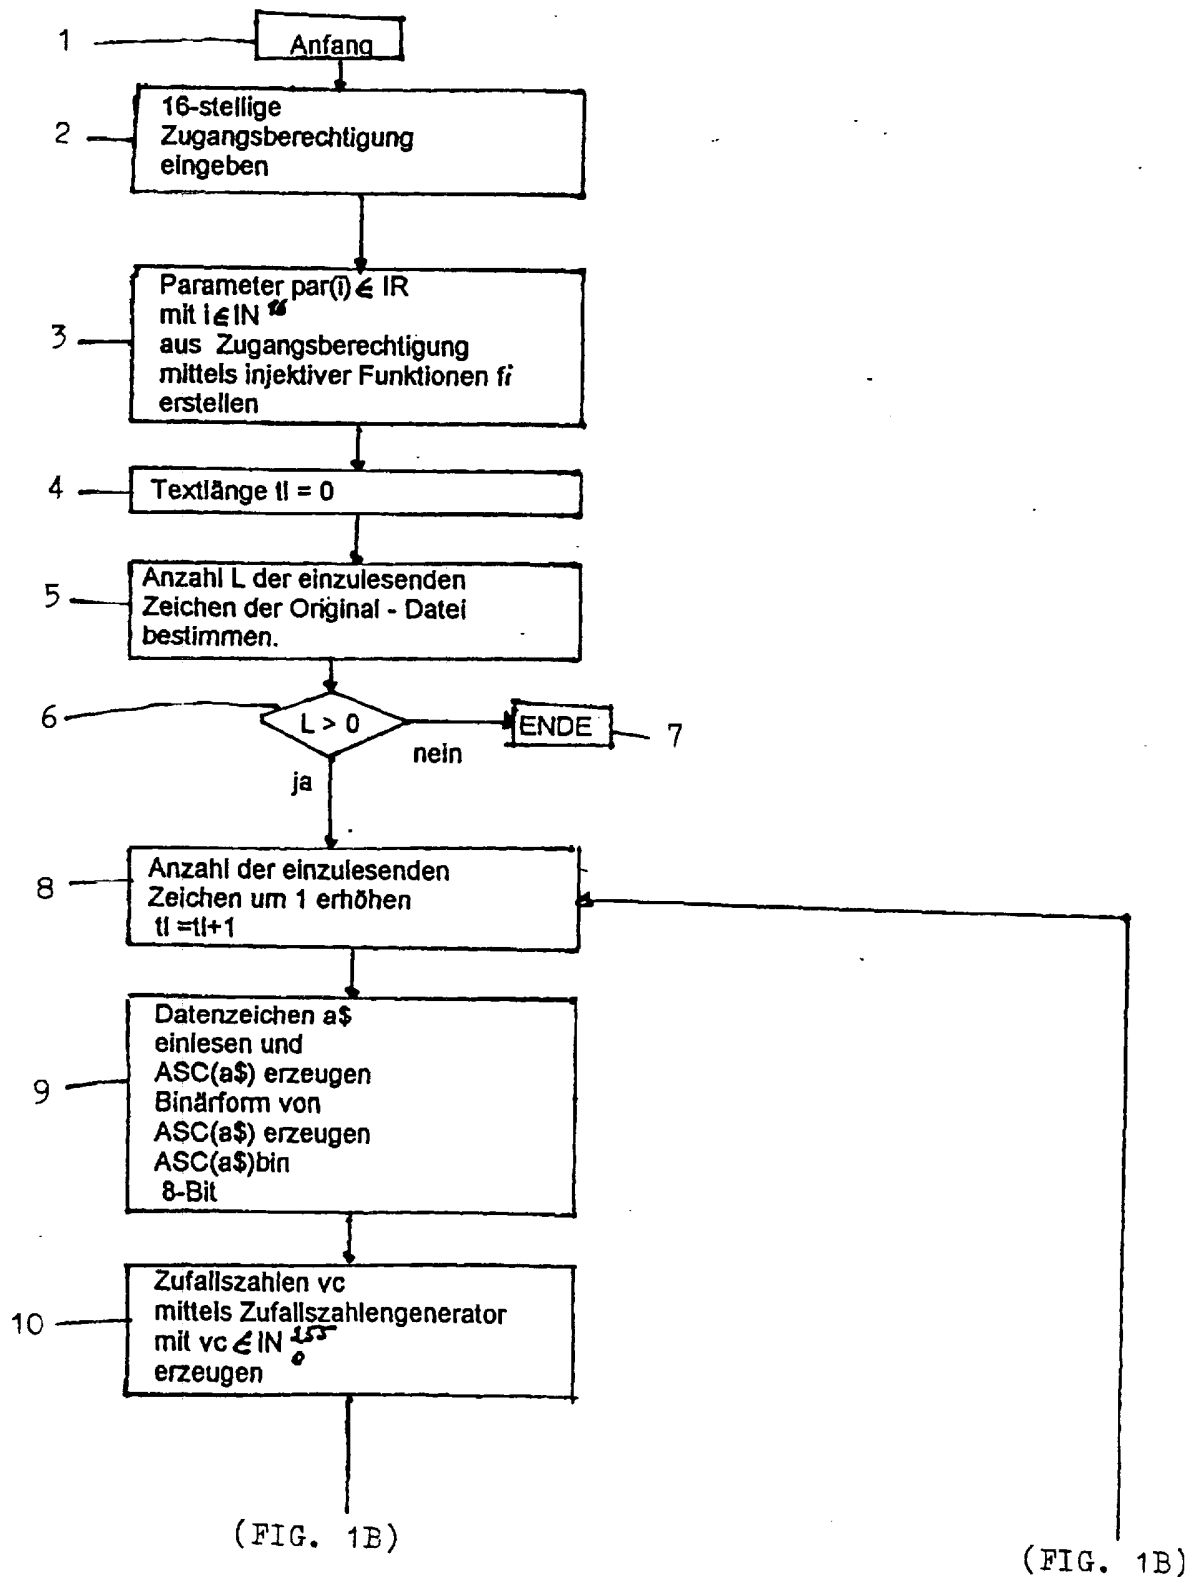 1
Anfang
2
16-stellige
Zugangsberechtigung
eingeben
3
Parameter par(i) ∈ IR
mit i ∈ IN 16
aus Zugangsberechtigung
mittels injektiver Funktionen fi
erstellen
4
Textlänge tl = 0
5
Anzahl L der einzulesenden
Zeichen der Original - Datei
bestimmen.
6
L > 0
ENDE
7
nein
ja
8
Anzahl der einzulesenden
Zeichen um 1 erhöhen
tl =tl+1
9
Datenzeichen a$
einlesen und
ASC(a$) erzeugen
Binärform von
ASC(a$) erzeugen
ASC(a$)bin
8-Bit
10
Zufallszahlen vc
mittels Zufallszahlengenerator
mit vc ∈ IN 255
0
erzeugen
(FIG. 1B)
(FIG. 1B)